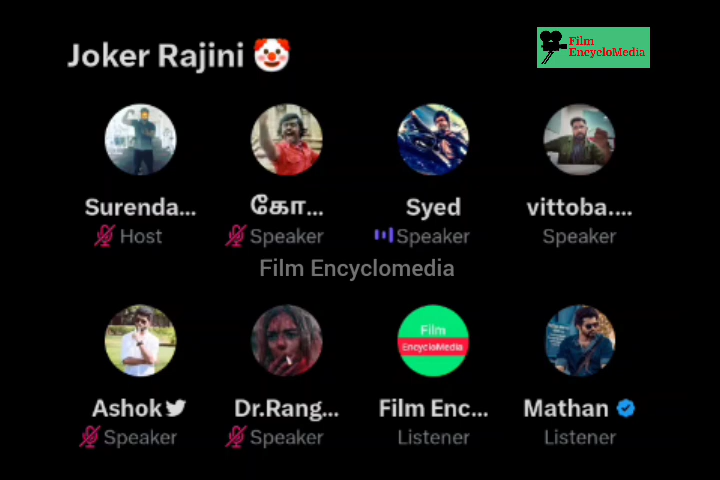 Joker Rajini 🤡
Film
EncycloMedia
Surenda... கோ... Syed vittoba....
Host Speaker Speaker Speaker
Film Encyclomedia
Film
EncycloMedia
Ashok Dr.Rang... Film Enc... Mathan
Speaker Speaker Listener Listener